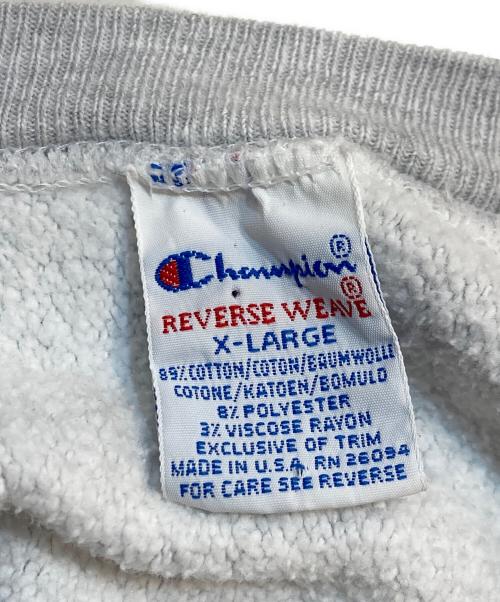 Champion®
REVERSE WEAVE®
X-LARGE
89% COTTON/COTON/BAUMWOLLE
COTONE/KATOEN/BOMULD
8% POLYESTER
3% VISCOSE RAYON
EXCLUSIVE OF TRIM
MADE IN U.S.A. RN 26094
FOR CARE SEE REVERSE